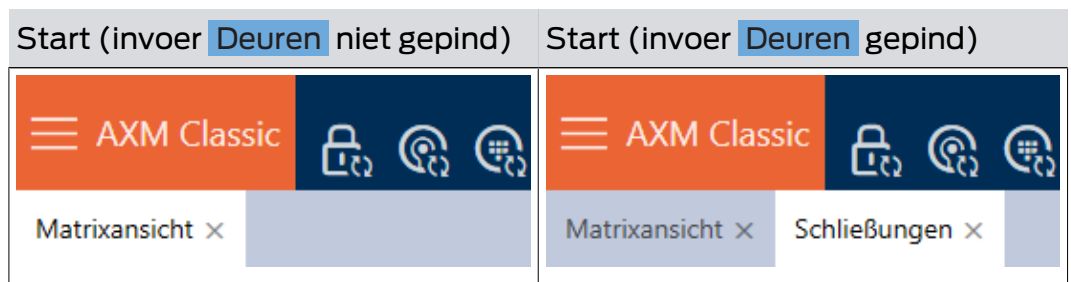 Start (invoer Deuren niet gepind)
Start (invoer Deuren gepind)
AXM Classic
Matrixansicht ×
AXM Classic
Matrixansicht × Schließungen ×